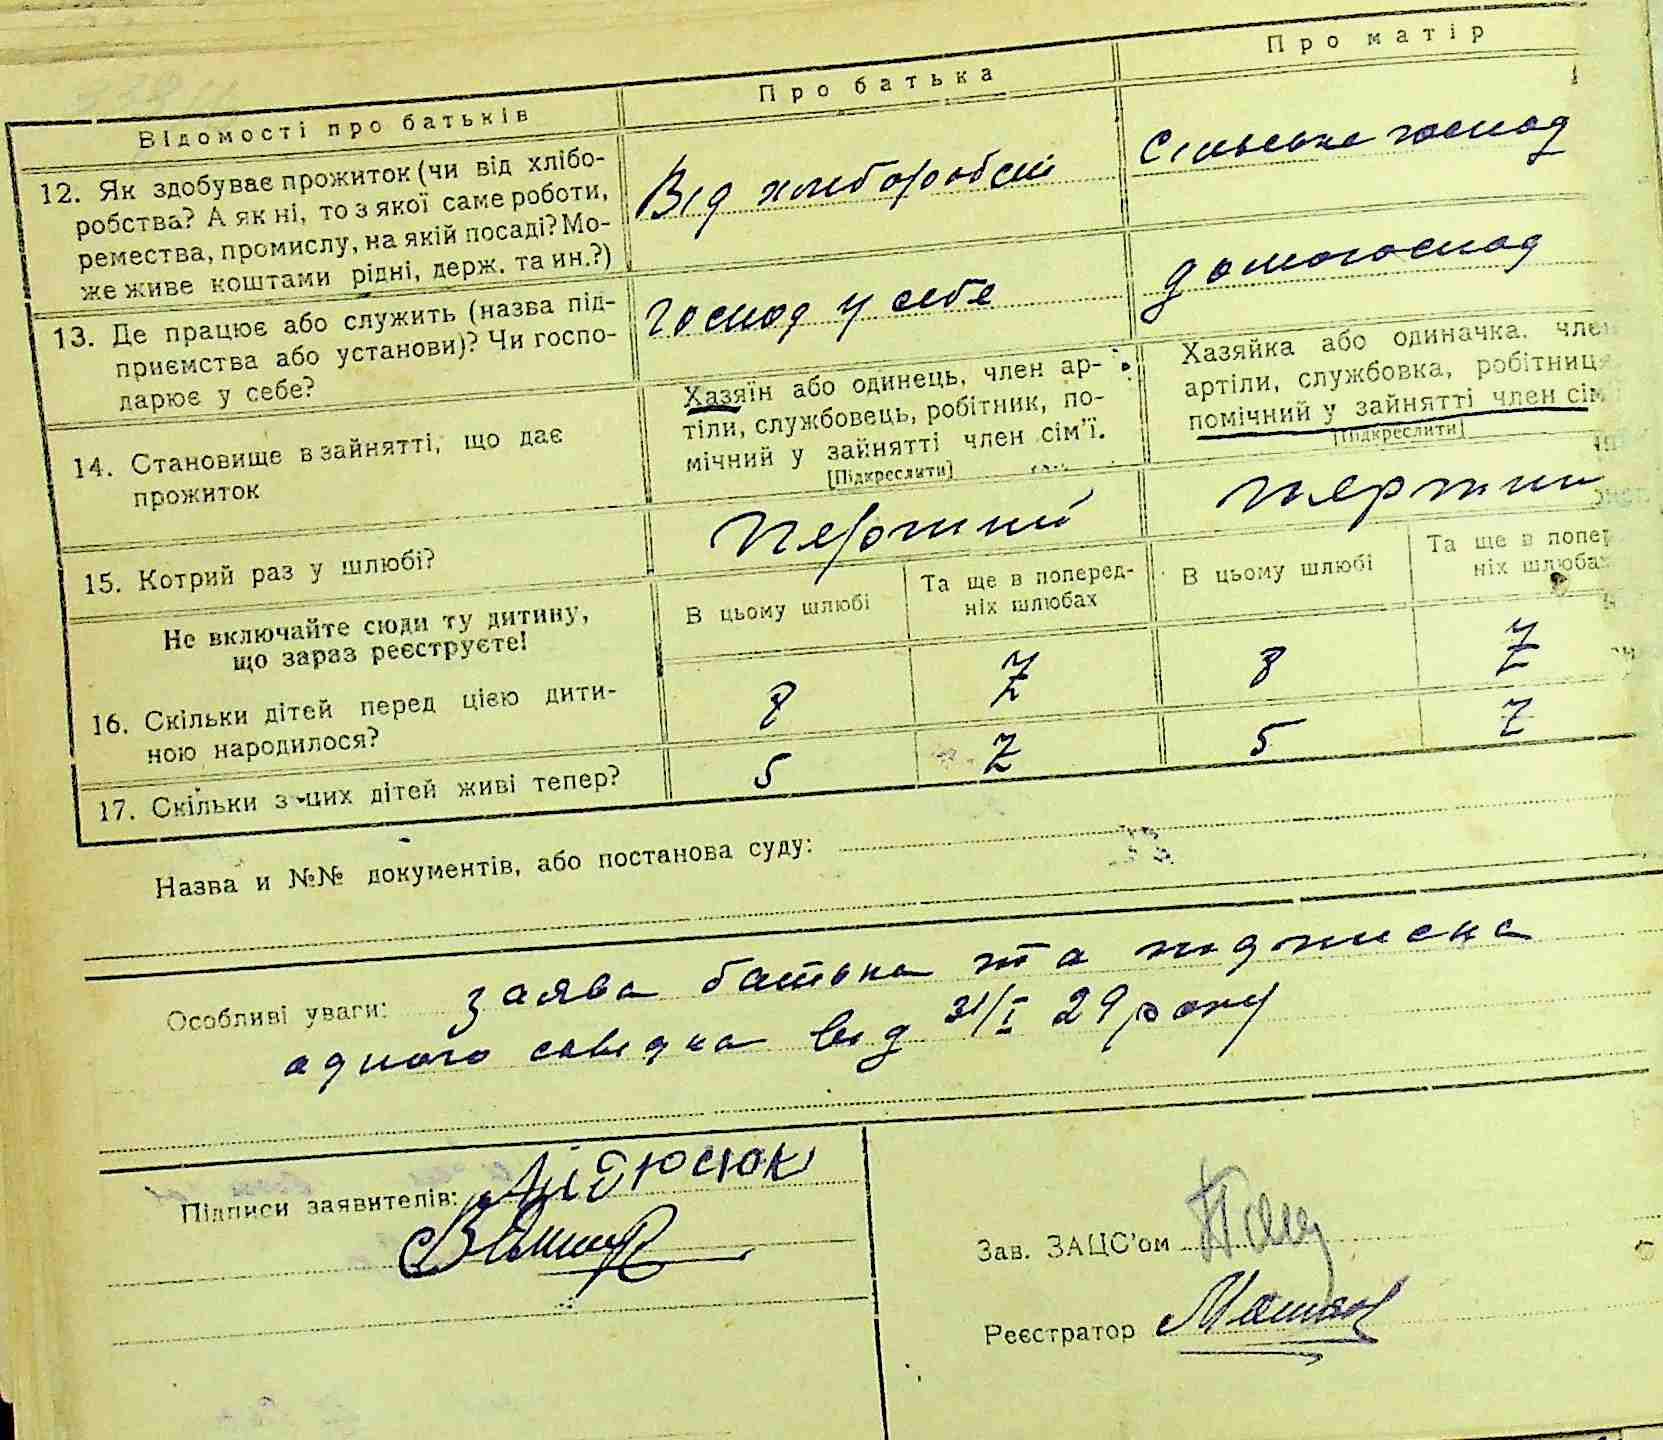 Відомості про батьків
Про батька
Про матір
12. Як здобуває прожиток (чи від хлібо-
робства? А як ні, то з якої саме роботи,
ремества, промислу, на якій посаді? Мо-
же живе коштами рідні, держ. та ин.?)
Від хліборобст
Сільське господ
13. Де працює або служить (назва під-
приємства або установи)? Чи госпо-
дарює у себе?
Господ у себе
домогоспод
14. Становище в зайнятті, що дає
прожиток
Хазяїн або одинець, член ар-
тіли, службовець, робітник, по-
мічний у зайнятті член сім'ї.
[Підкреслити]
Хазяйка або одиначка, член
артіли, службовка, робітниця,
помічний у зайнятті член сім
[Підкреслити]
15. Котрий раз у шлюбі?
Первий
Не включайте сюди ту дитину,
що зараз реєструєте!
В цьому шлюбі
Та ще в поперед-
ніх шлюбах
В цьому шлюбі
Та ще в попер
ніх шлюбах
16. Скільки дітей перед цією дити-
ною народилося?
8 Z 8 Z
17. Скільки з цих дітей живі тепер?
5 Z 5 Z
Назва и №№ документів, або постанова суду:
Особливі уваги: заява батька та підписка
одного свідка від 31/I 29 року
Підписи заявителів:
Зав. ЗАЦС'ом
Реєстратор